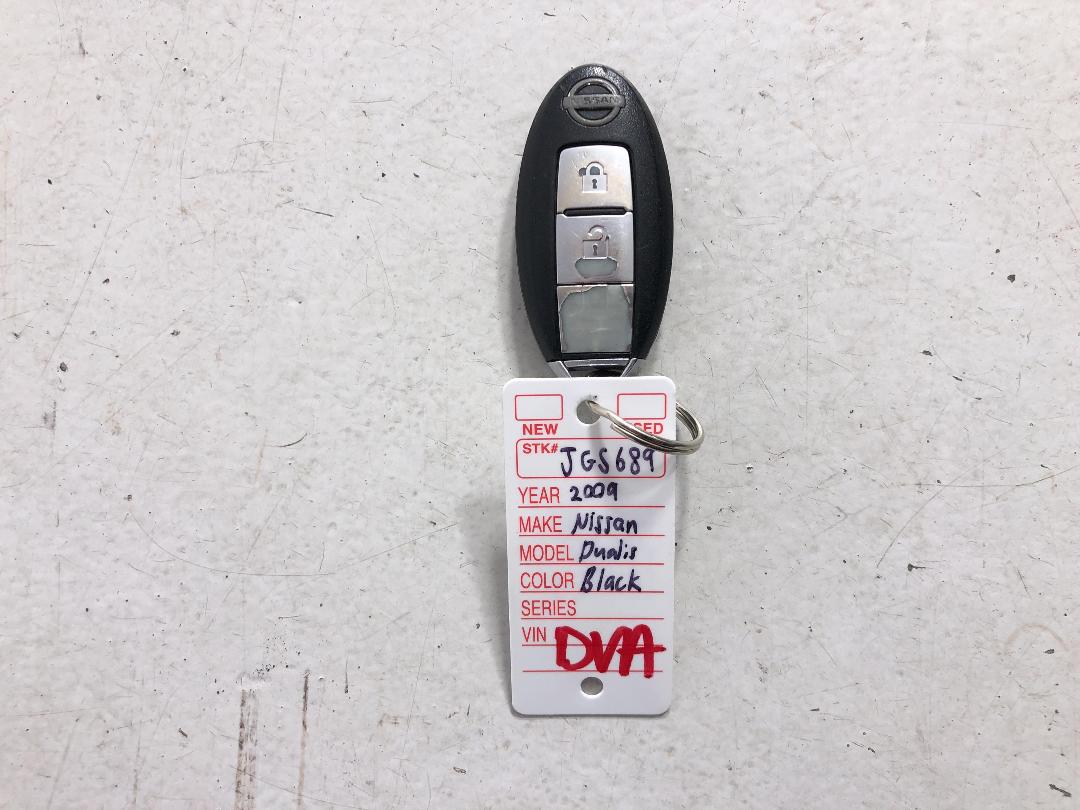 NISSAN
NEW
STK# JGS689
YEAR 2009
MAKE Nissan
MODEL Dualis
COLOR Black
SERIES
VIN DVA